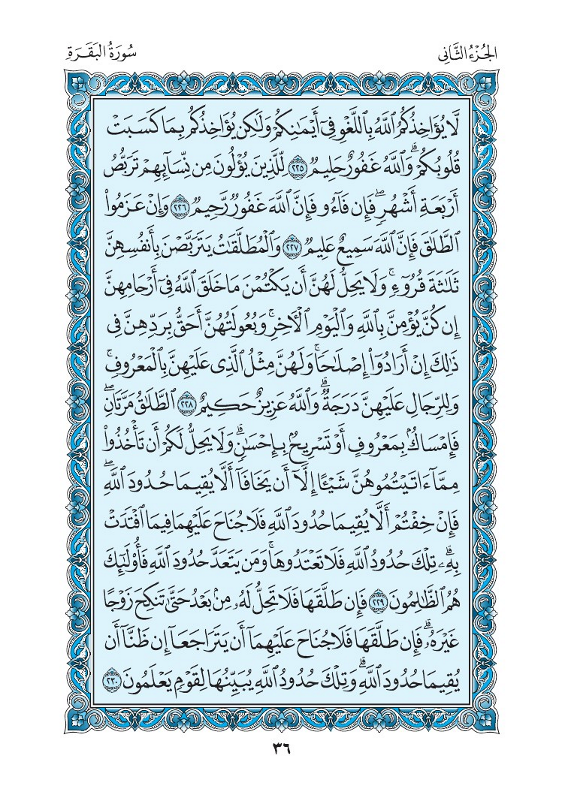 الجُزْءُ الثَّانِي
سُورَةُ البَقَرَةِ
لَّا يُؤَاخِذُكُمُ ٱللَّهُ بِٱللَّغْوِ فِىٓ أَيْمَـٰنِكُمْ وَلَـٰكِن يُؤَاخِذُكُم بِمَا كَسَبَتْ
قُلُوبُكُمْ ۗ وَٱللَّهُ غَفُورٌ حَلِيمٌ ٢٢٥ لِّلَّذِينَ يُؤْلُونَ مِن نِّسَآئِهِمْ تَرَبُّصُ
أَرْبَعَةِ أَشْهُرٍ ۖ فَإِن فَآءُو فَإِنَّ ٱللَّهَ غَفُورٌ رَّحِيمٌ ٢٢٦ وَإِنْ عَزَمُوا۟
ٱلطَّلَـٰقَ فَإِنَّ ٱللَّهَ سَمِيعٌ عَلِيمٌ ٢٢٧ وَٱلْمُطَلَّقَـٰتُ يَتَرَبَّصْنَ بِأَنفُسِهِنَّ
ثَلَـٰثَةَ قُرُوٓءٍ ۚ وَلَا يَحِلُّ لَهُنَّ أَن يَكْتُمْنَ مَا خَلَقَ ٱللَّهُ فِىٓ أَرْحَامِهِنَّ
إِن كُنَّ يُؤْمِنَّ بِٱللَّهِ وَٱلْيَوْمِ ٱلْـَٔاخِرِ ۚ وَبُعُولَتُهُنَّ أَحَقُّ بِرَدِّهِنَّ فِى
ذَٰلِكَ إِنْ أَرَادُوٓا۟ إِصْلَـٰحًا ۚ وَلَهُنَّ مِثْلُ ٱلَّذِى عَلَيْهِنَّ بِٱلْمَعْرُوفِ ۚ
وَلِلرِّجَالِ عَلَيْهِنَّ دَرَجَةٌ ۗ وَٱللَّهُ عَزِيزٌ حَكِيمٌ ٢٢٨ ٱلطَّلَـٰقُ مَرَّتَانِ ۖ
فَإِمْسَاكٌۢ بِمَعْرُوفٍ أَوْ تَسْرِيحٌۢ بِإِحْسَـٰنٍ ۗ وَلَا يَحِلُّ لَكُمْ أَن تَأْخُذُوا۟
مِمَّآ ءَاتَيْتُمُوهُنَّ شَيْـًٔا إِلَّآ أَن يَخَافَآ أَلَّا يُقِيمَا حُدُودَ ٱللَّهِ ۖ
فَإِنْ خِفْتُمْ أَلَّا يُقِيمَا حُدُودَ ٱللَّهِ فَلَا جُنَاحَ عَلَيْهِمَا فِيمَا ٱفْتَدَتْ
بِهِۦ ۗ تِلْكَ حُدُودُ ٱللَّهِ فَلَا تَعْتَدُوهَا ۚ وَمَن يَتَعَدَّ حُدُودَ ٱللَّهِ فَأُو۟لَـٰٓئِكَ
هُمُ ٱلظَّـٰلِمُونَ ٢٢٩ فَإِن طَلَّقَهَا فَلَا تَحِلُّ لَهُۥ مِنۢ بَعْدُ حَتَّىٰ تَنكِحَ زَوْجًا
غَيْرَهُۥ ۗ فَإِن طَلَّقَهَا فَلَا جُنَاحَ عَلَيْهِمَآ أَن يَتَرَاجَعَآ إِن ظَنَّآ أَن
يُقِيمَا حُدُودَ ٱللَّهِ ۗ وَتِلْكَ حُدُودُ ٱللَّهِ يُبَيِّنُهَا لِقَوْمٍ يَعْلَمُونَ ٢٣٠
٣٦